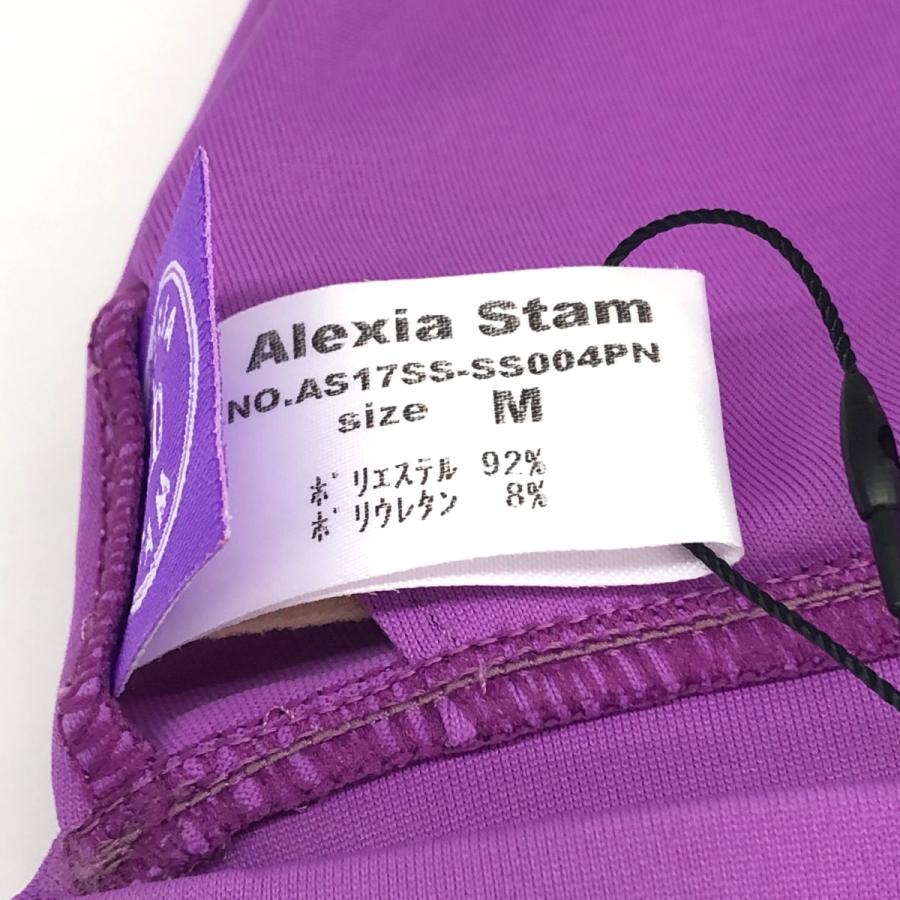 Alexia Stam
NO.AS17SS-SS004PN
size M
ポリエステル 92%
ポリウレタン 8%